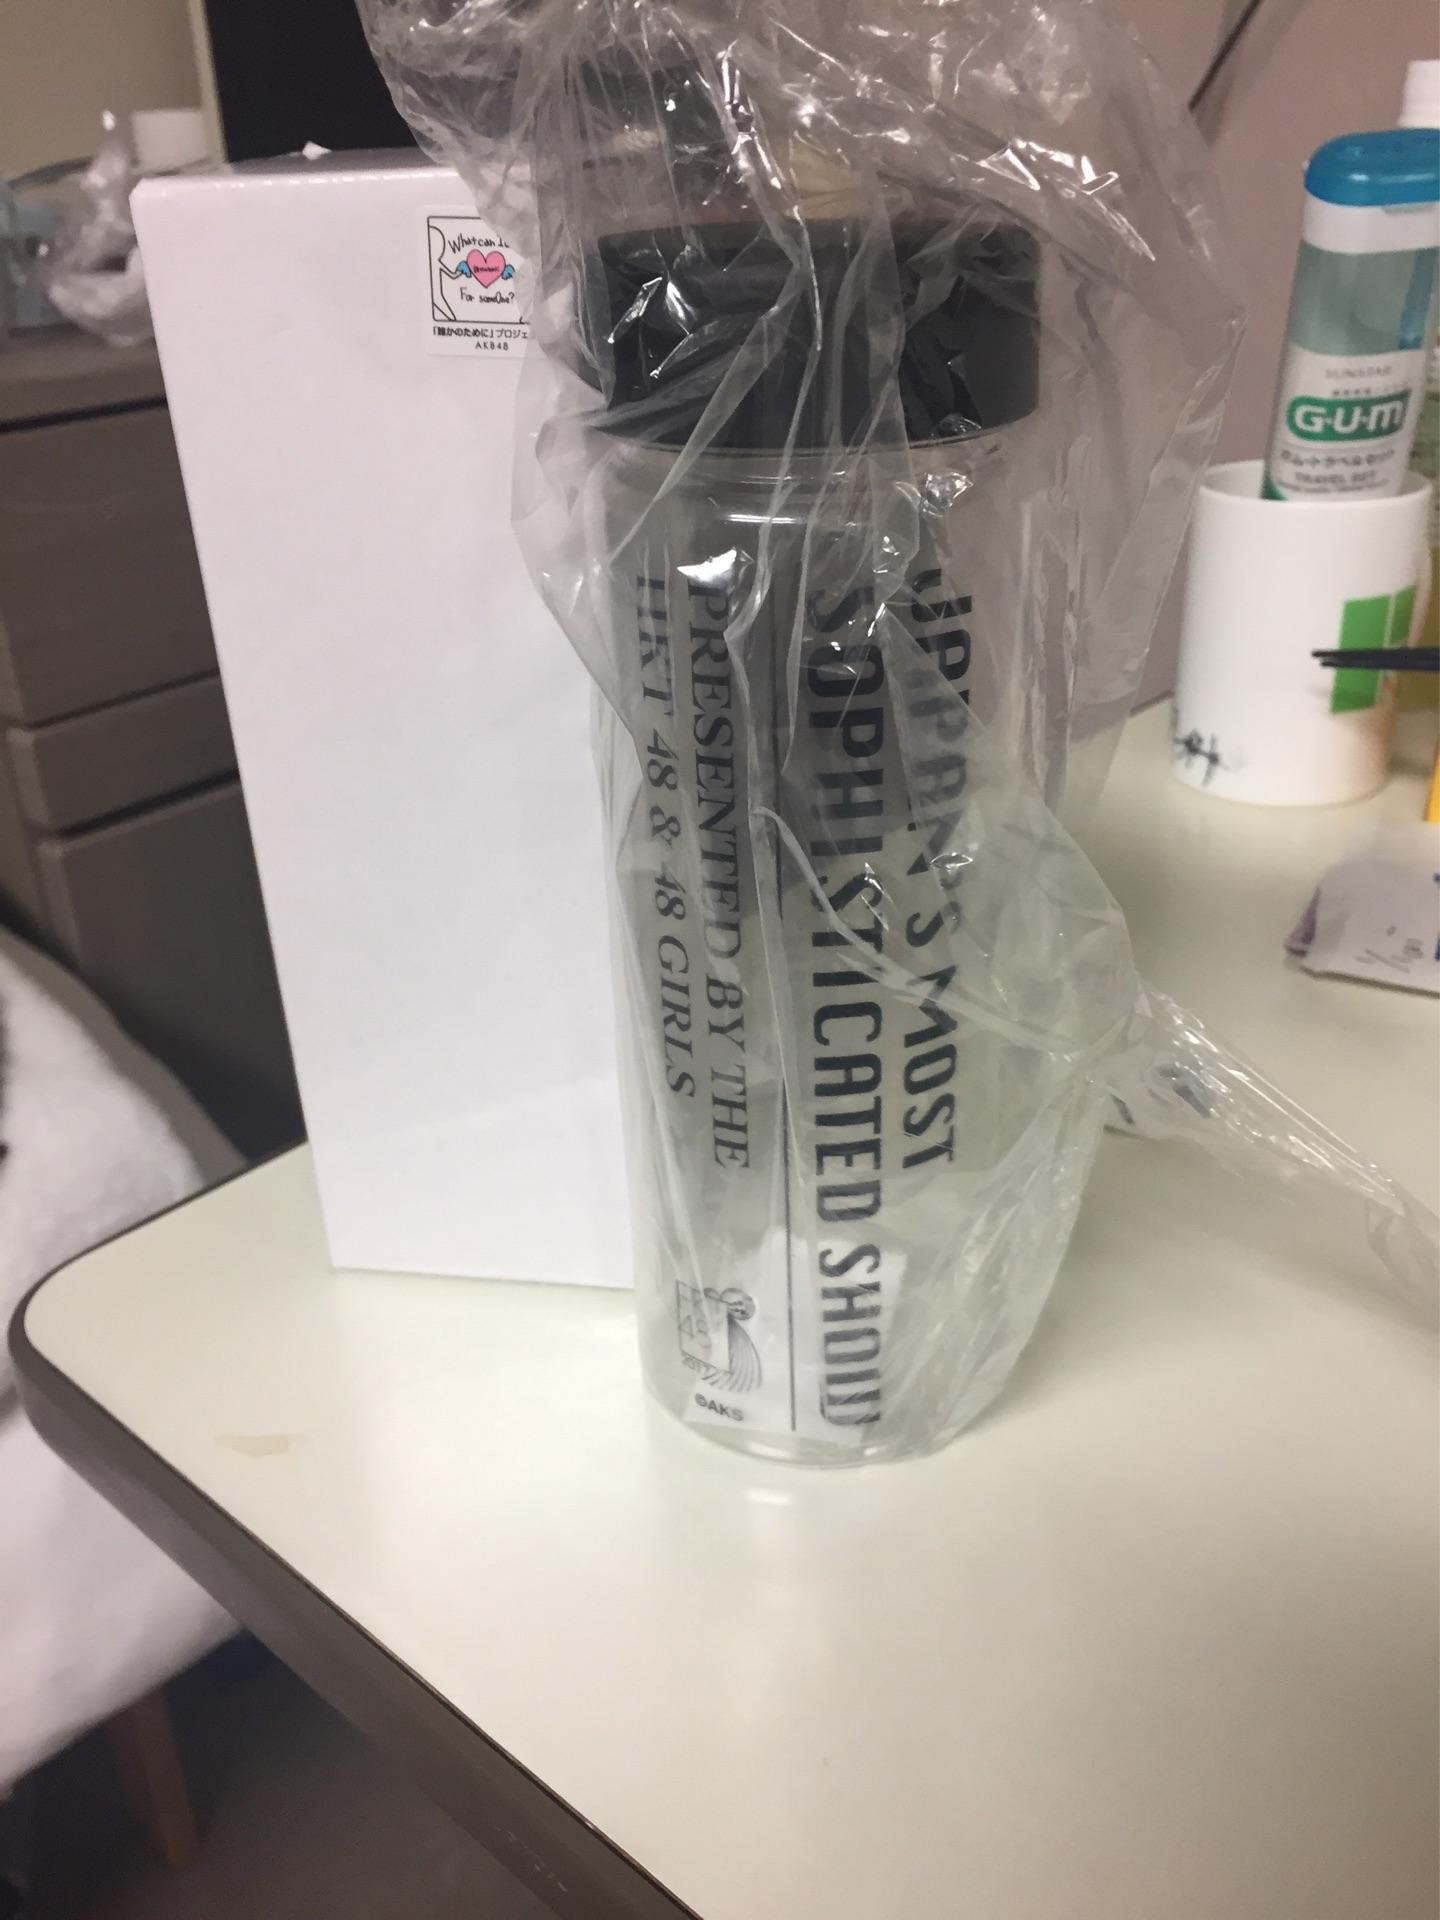 What can I
For someOne?
「誰かのために」プロジェ
AKB48
JAPAN'S MOST
SOPHISTICATED SHOW
PRESENTED BY THE
HKT 48 & 48 GIRLS
2017
©AKS
SUNSTAR
G・U・M
TRAVEL SET